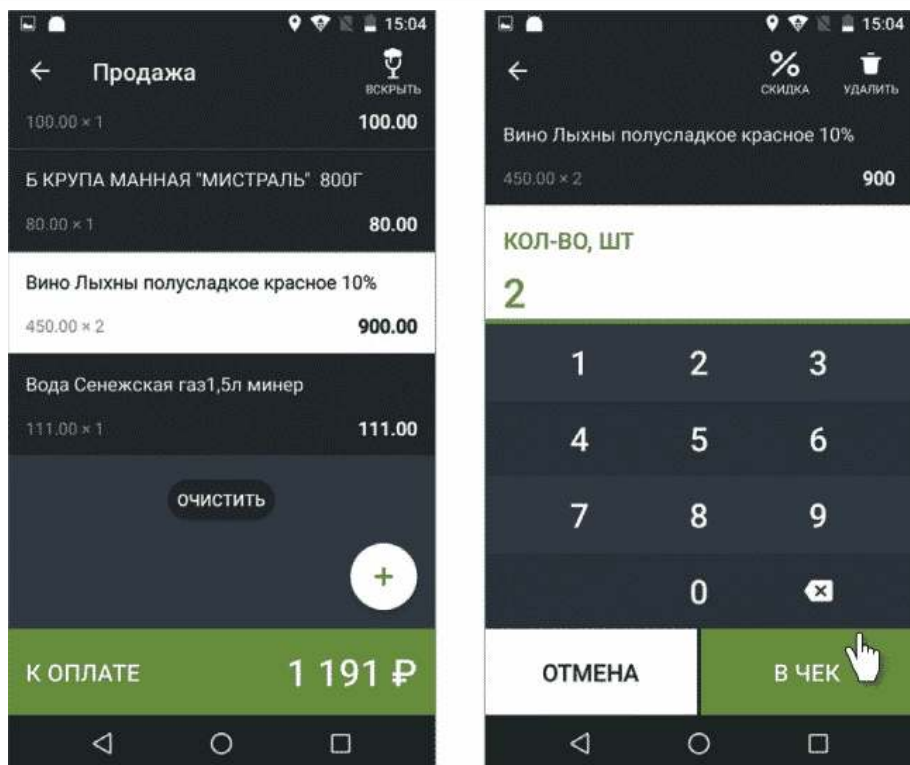 15:04
Продажа
ВСКРЫТЬ
100.00 × 1
100.00
Б КРУПА МАННАЯ "МИСТРАЛЬ" 800Г
80.00 × 1
80.00
Вино Лыхны полусладкое красное 10%
450.00 × 2
900.00
Вода Сенежская газ1,5л минер
111.00 × 1
111.00
ОЧИСТИТЬ
+
К ОПЛАТЕ
1 191 ₽
15:04
%
СКИДКА
УДАЛИТЬ
Вино Лыхны полусладкое красное 10%
450.00 × 2
900
КОЛ-ВО, ШТ
2
1 2 3
4 5 6
7 8 9
0
ОТМЕНА
В ЧЕК